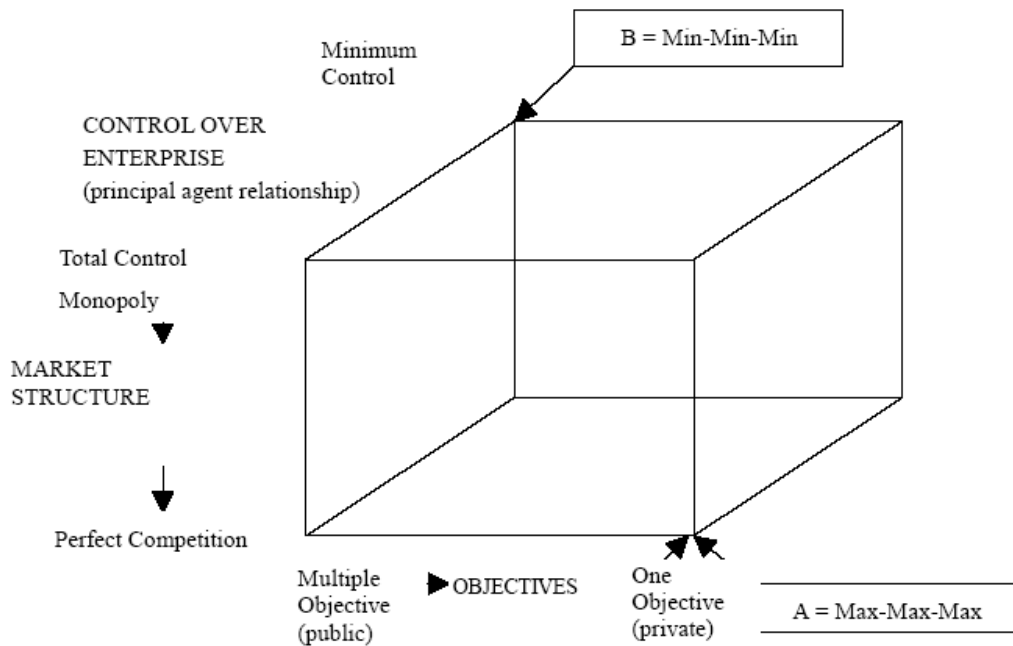 Minimum
Control
B = Min-Min-Min
CONTROL OVER
ENTERPRISE
(principal agent relationship)
Total Control
Monopoly
MARKET
STRUCTURE
Perfect Competition
Multiple
Objective
(public)
OBJECTIVES
One
Objective
(private)
A = Max-Max-Max